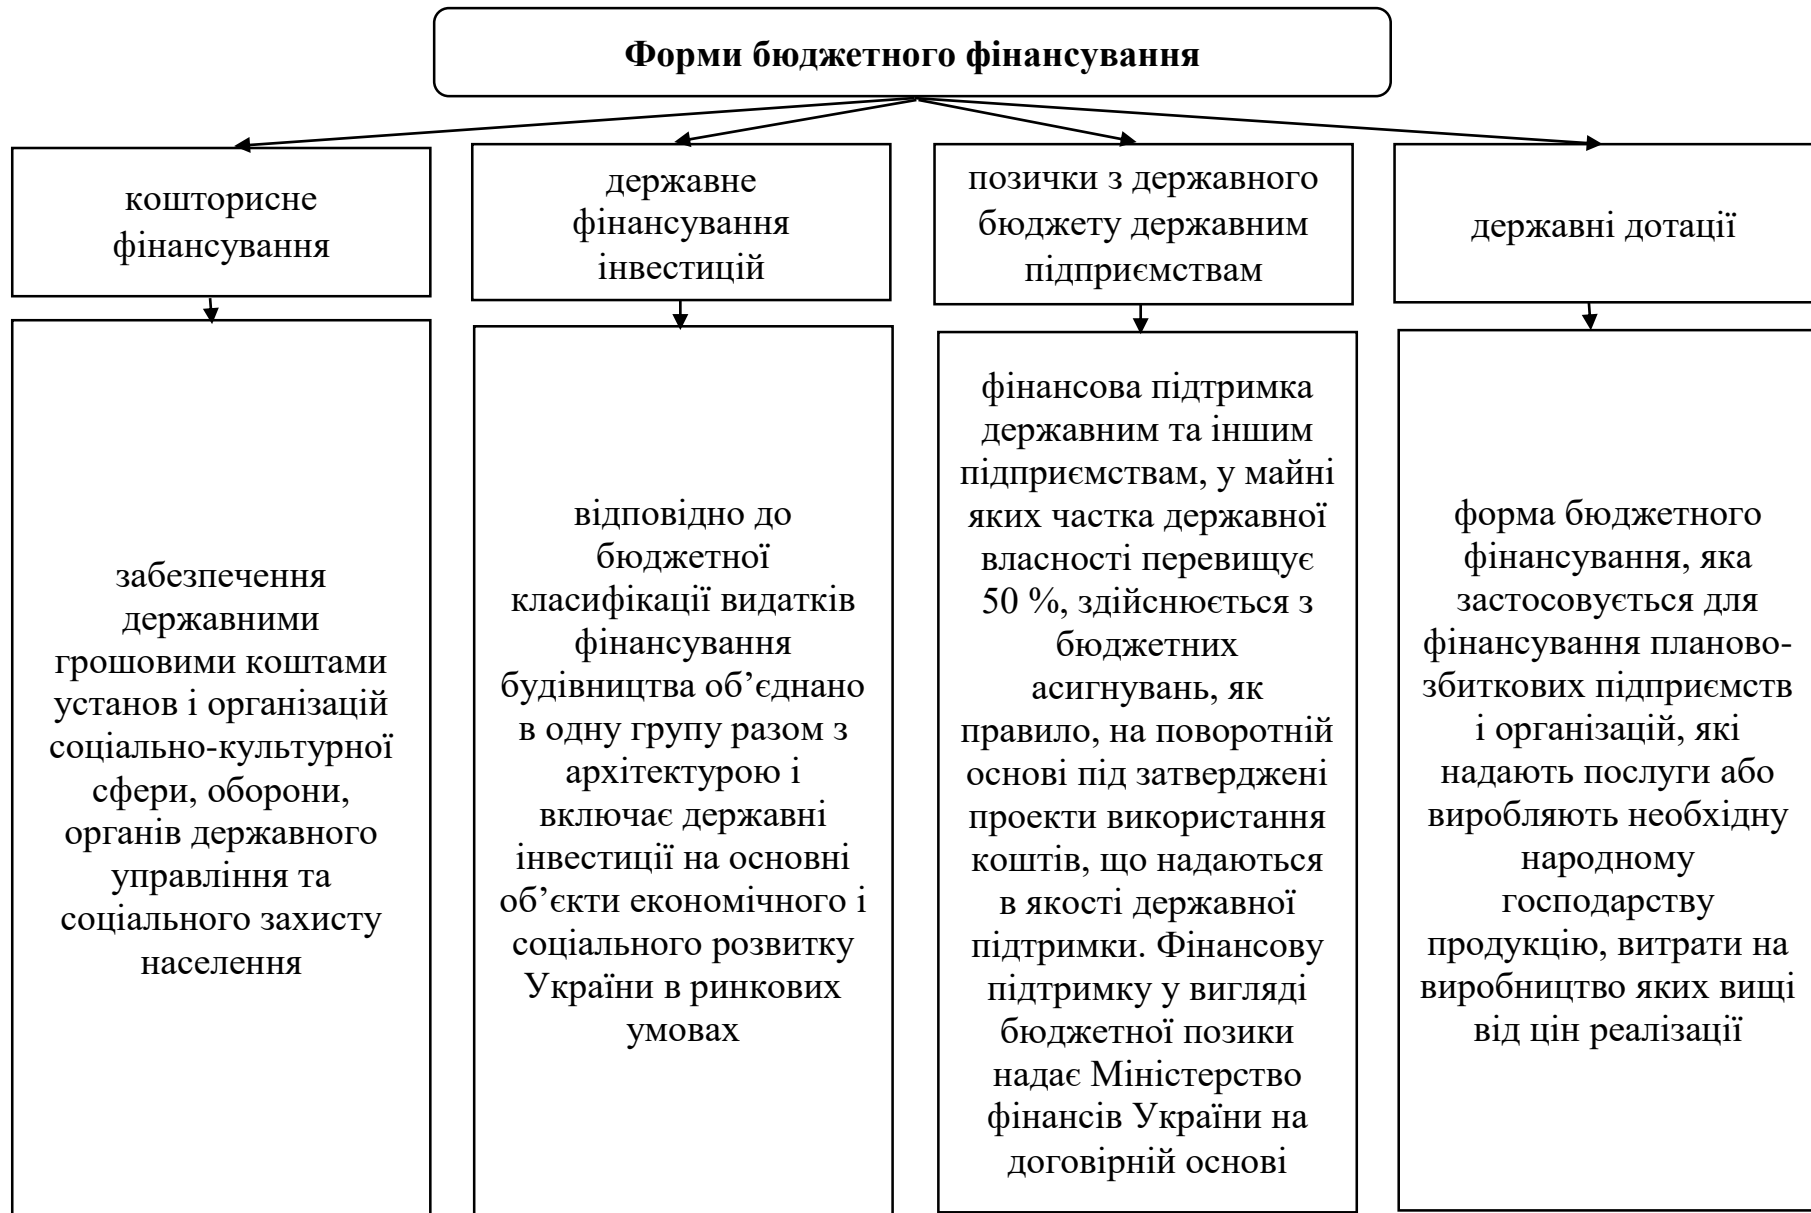 Форми бюджетного фінансування
кошторисне
фінансування
державне
фінансування
інвестицій
позички з державного
бюджету державним
підприємствам
державні дотації
забезпечення
державними
грошовими коштами
установ і організацій
соціально-культурної
сфери, оборони,
органів державного
управління та
соціального захисту
населення
відповідно до
бюджетної
класифікації видатків
фінансування
будівництва об’єднано
в одну групу разом з
архітектурою і
включає державні
інвестиції на основні
об’єкти економічного і
соціального розвитку
України в ринкових
умовах
фінансова підтримка
державним та іншим
підприємствам, у майні
яких частка державної
власності перевищує
50 %, здійснюється з
бюджетних
асигнувань, як
правило, на поворотній
основі під затверджені
проекти використання
коштів, що надаються
в якості державної
підтримки. Фінансову
підтримку у вигляді
бюджетної позики
надає Міністерство
фінансів України на
договірній основі
форма бюджетного
фінансування, яка
застосовується для
фінансування планово-
збиткових підприємств
і організацій, які
надають послуги або
виробляють необхідну
народному
господарству
продукцію, витрати на
виробництво яких вищі
від цін реалізації